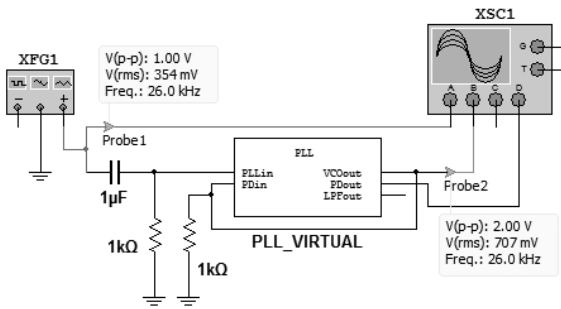 XSC1
G
T
A B C D
XFG1
V(p-p): 1.00 V
V(rms): 354 mV
Freq.: 26.0 kHz
Probe1
1µF
PLL
PLLin VCOout
PDin PDout
LPFout
Probe2
1kΩ
1kΩ
PLL_VIRTUAL
V(p-p): 2.00 V
V(rms): 707 mV
Freq.: 26.0 kHz